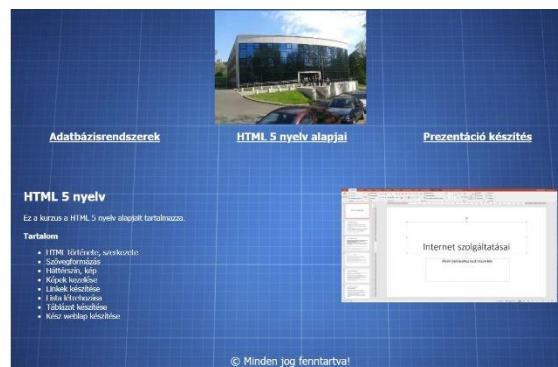 Adatbázisrendszerek
HTML 5 nyelv alapjai
Prezentáció készítés
HTML 5 nyelv
Ez a kurzus a HTML 5 nyelv alapjait tartalmazza.
Tartalom
HTML története, szerkezete
Szövegformázás
Háttérszín, kép
Képek kezelése
Linkek készítése
Lista létrehozása
Táblázat készítése
Kész weblap készítése
Internet szolgáltatásai
© Minden jog fenntartva!